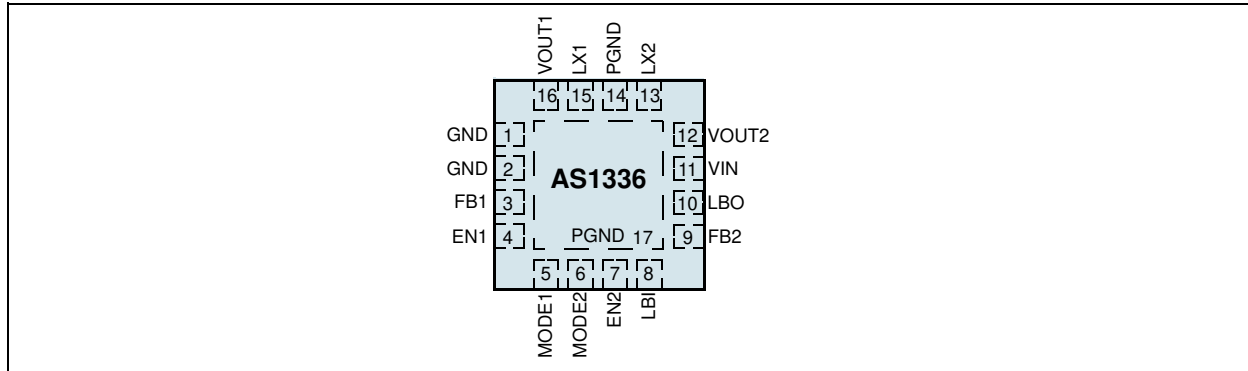 VOUT1
LX1
PGND
LX2
16 15 14 13
GND 1
12 VOUT2
GND 2
11 VIN
AS1336
FB1 3
10 LBO
EN1 4
PGND 17
9 FB2
5 6 7 8
MODE1
MODE2
EN2
LBI